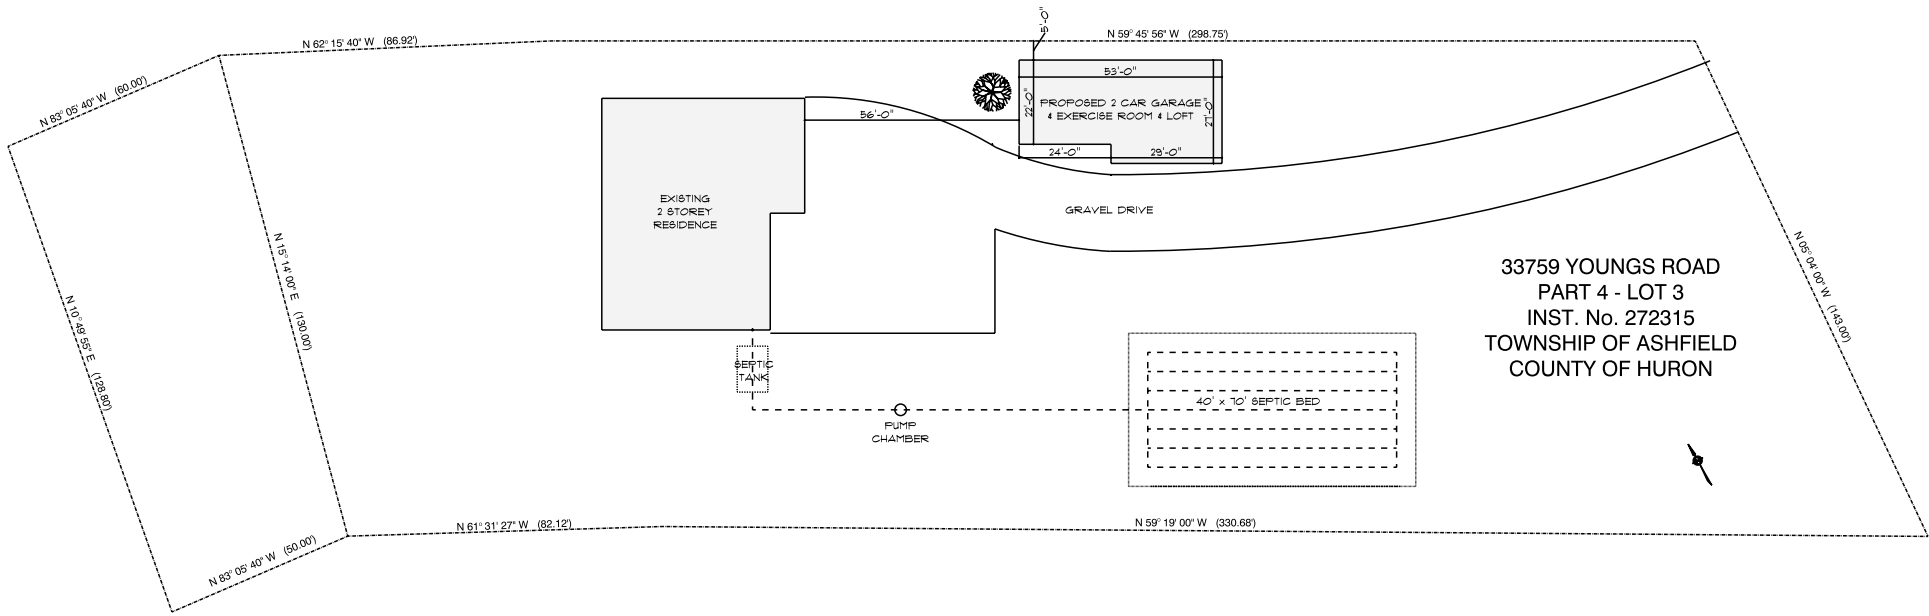 N 62° 15' 40" W (86.92')
5'-0"
N 59° 45' 56" W (298.75')
N 83° 05' 40" W (60.00')
53'-0"
22'-0"
PROPOSED 2 CAR GARAGE
& EXERCISE ROOM & LOFT
27'-0"
56'-0"
24'-0"
29'-0"
EXISTING
2 STOREY
RESIDENCE
GRAVEL DRIVE
N 15° 14' 00" E (130.00')
N 05° 04' 00" W (143.00')
N 10° 49' 55" E (128.80')
33759 YOUNGS ROAD
PART 4 - LOT 3
INST. No. 272315
TOWNSHIP OF ASHFIELD
COUNTY OF HURON
SEPTIC
TANK
40' x 70' SEPTIC BED
PUMP
CHAMBER
N 61° 31' 27" W (82.12')
N 59° 19' 00" W (330.68')
N 83° 05' 40" W (50.00')